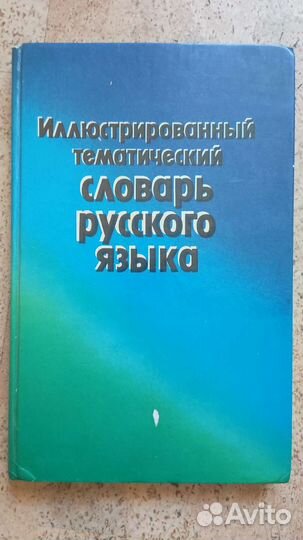 Иллюстрированный
тематический
словарь
русского
языка
Avito